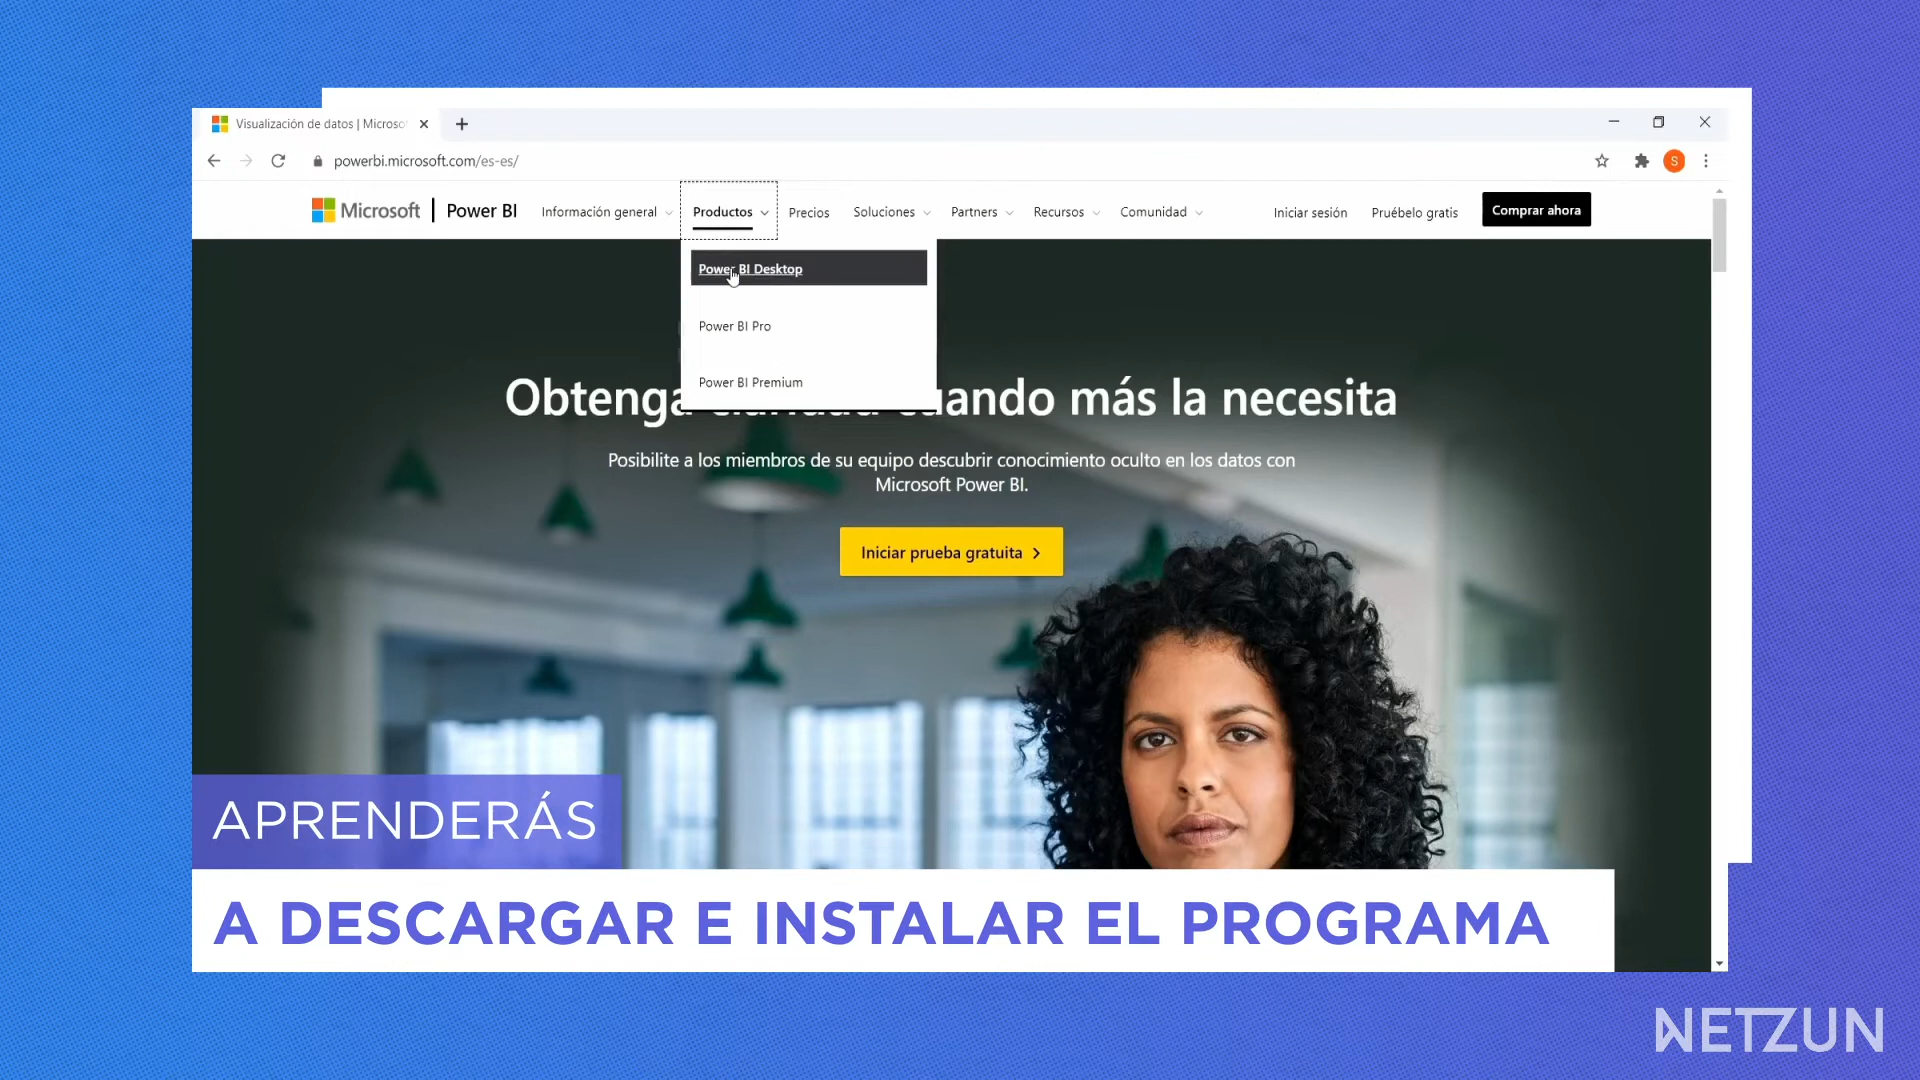 Visualización de datos | Microso
powerbi.microsoft.com/es-es/
S
Microsoft | Power BI
Información general
Productos
Precios
Soluciones
Partners
Recursos
Comunidad
Iniciar sesión
Pruébelo gratis
Comprar ahora
Power BI Desktop
Power BI Pro
Power BI Premium
Obtenga claridad cuando más la necesita
Posibilite a los miembros de su equipo descubrir conocimiento oculto en los datos con
Microsoft Power BI.
Iniciar prueba gratuita
APRENDERÁS
A DESCARGAR E INSTALAR EL PROGRAMA
NETZUN